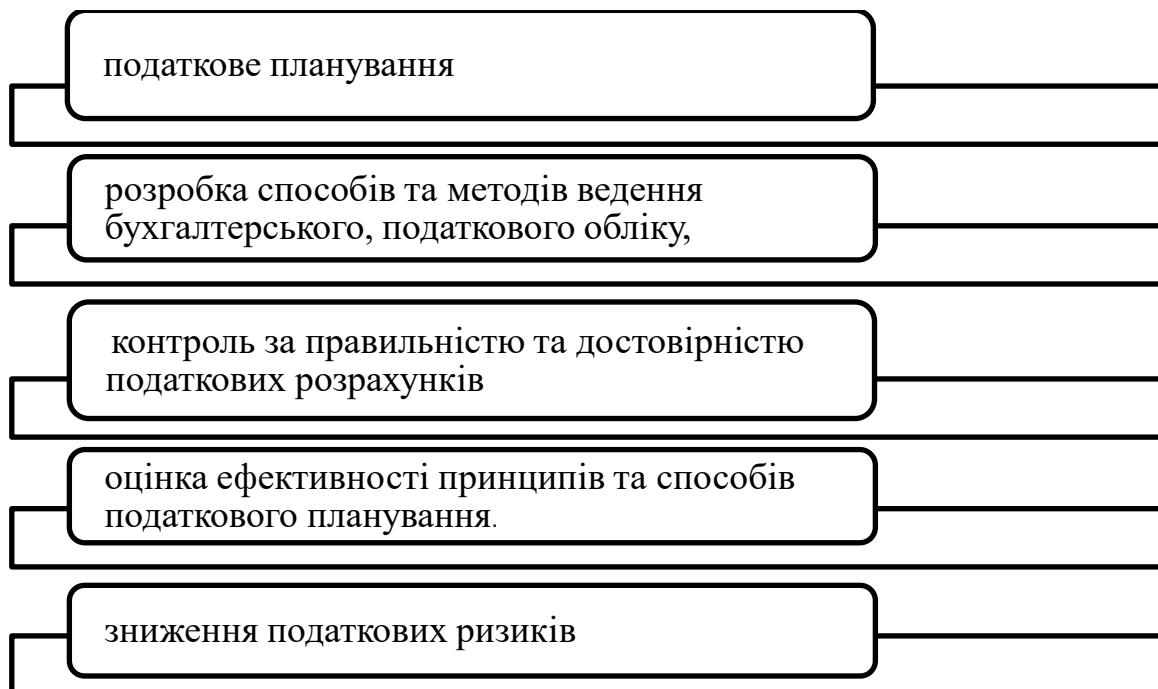 податкове планування
розробка способів та методів ведення
бухгалтерського, податкового обліку,
контроль за правильністю та достовірністю
податкових розрахунків
оцінка ефективності принципів та способів
податкового планування.
зниження податкових ризиків